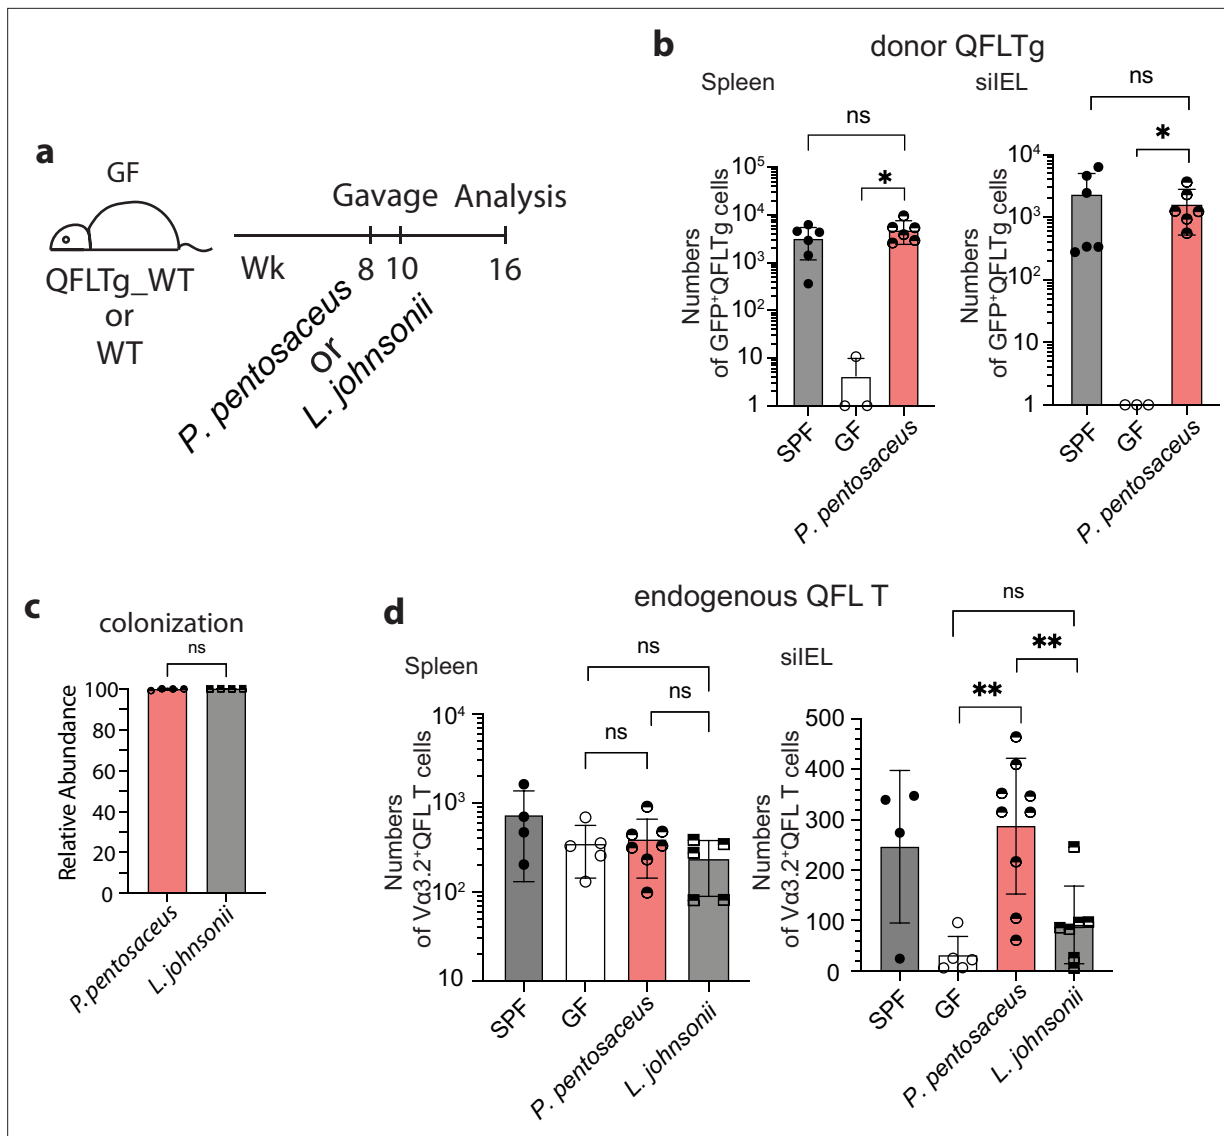 a
GF
QFLTg_WT
or
WT
Gavage Analysis
Wk 8 10 16
P. pentosaceus
or
L. johnsonii
b
donor QFLTg
Spleen
ns
*
Numbers
of GFP⁺QFLTg cells
10⁵
10⁴
10³
10²
10
1
SPF
GF
P. pentosaceus
siIEL
ns
*
Numbers
of GFP⁺QFLTg cells
10⁴
10³
10²
1
SPF
GF
P. pentosaceus
c
colonization
ns
Relative Abundance
100
80
60
40
20
0
P. pentosaceus
L. johnsonii
d
endogenous QFL T
Spleen
ns
ns
ns
Numbers
of Vα3.2⁺QFL T cells
10⁴
10³
10²
10
SPF
GF
P. pentosaceus
L. johnsonii
siIEL
ns
**
**
Numbers
of Vα3.2⁺QFL T cells
500
400
300
200
100
0
SPF
GF
P. pentosaceus
L. johnsonii